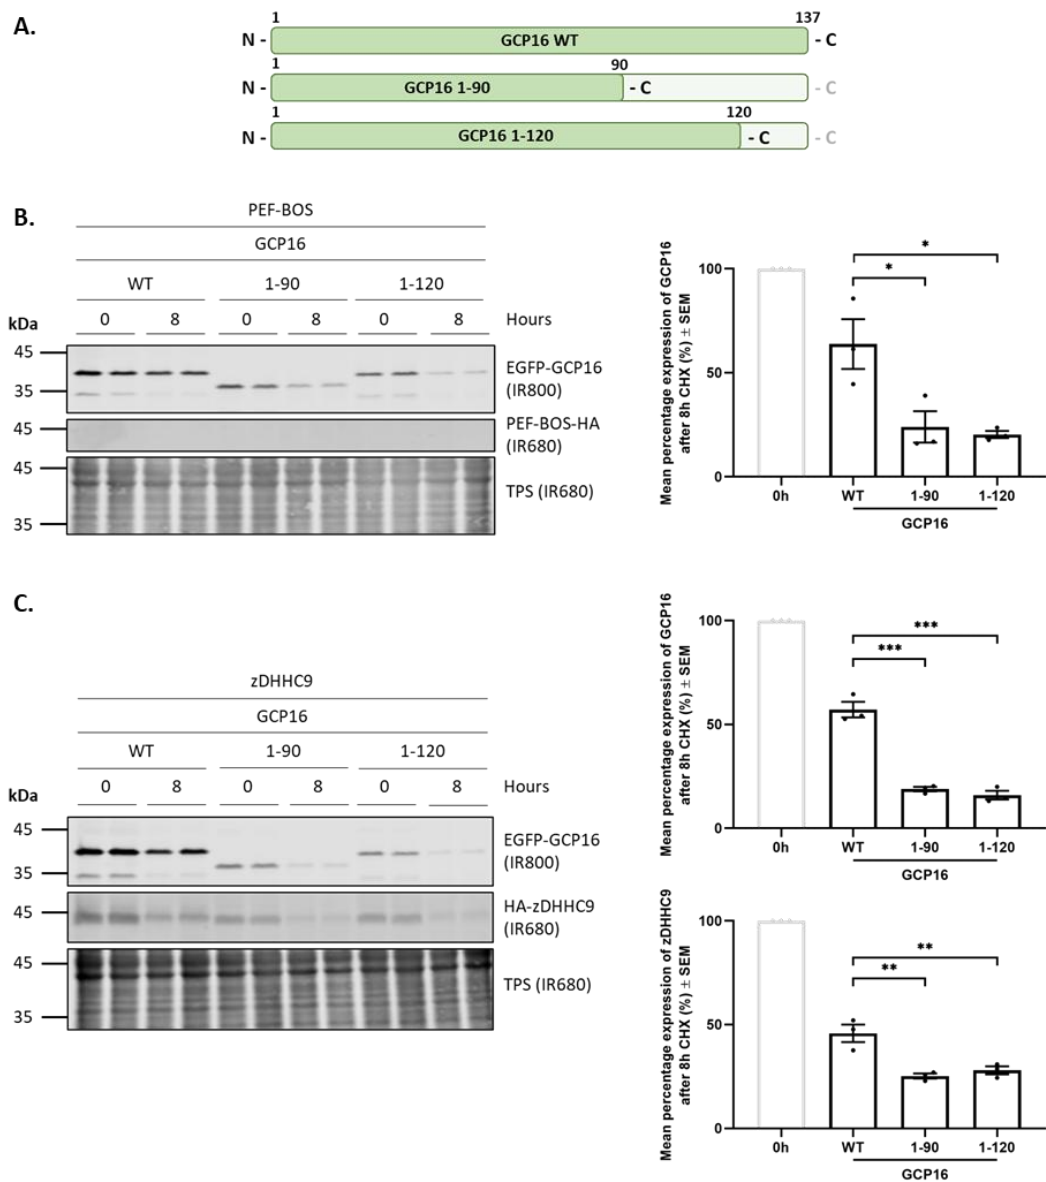 A.
1 137
N - GCP16 WT - C
1 90
N - GCP16 1-90 - C - C
1 120
N - GCP16 1-120 - C - C
B.
PEF-BOS
GCP16
WT 1-90 1-120
0 8 0 8 0 8 Hours
kDa
45
35
EGFP-GCP16
(IR800)
45
PEF-BOS-HA
(IR680)
45
35
TPS (IR680)
Mean percentage expression of GCP16
after 8h CHX (%) ± SEM
100
50
0
*
*
0h WT 1-90 1-120
GCP16
C.
zDHHC9
GCP16
WT 1-90 1-120
0 8 0 8 0 8 Hours
kDa
45
35
EGFP-GCP16
(IR800)
45
HA-zDHHC9
(IR680)
45
35
TPS (IR680)
Mean percentage expression of GCP16
after 8h CHX (%) ± SEM
100
50
0
***
***
0h WT 1-90 1-120
GCP16
Mean percentage expression of zDHHC9
after 8h CHX (%) ± SEM
100
50
0
**
**
0h WT 1-90 1-120
GCP16